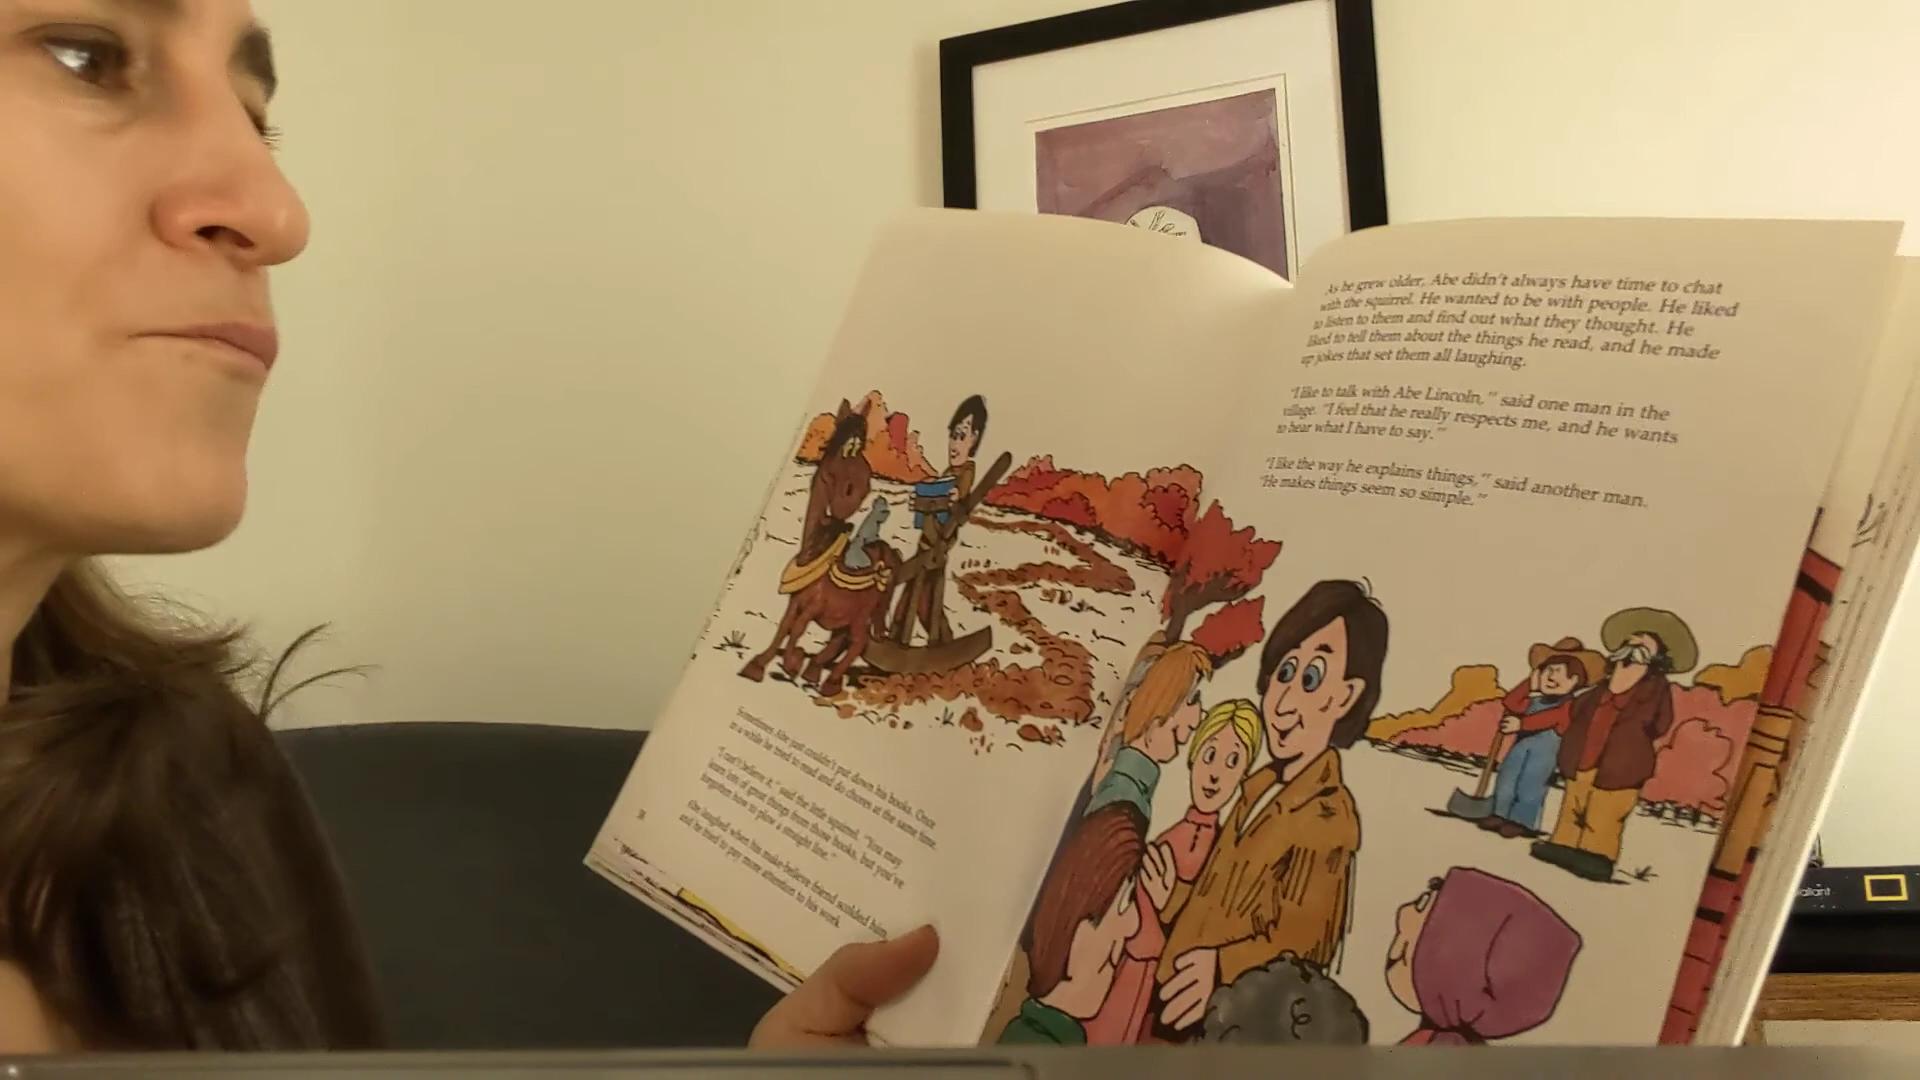 Sometimes Abe just couldn't put down his books. Once
in a while he tried to read and do chores at the same time.
"I can't believe it," said the little squirrel. "You may
learn lots of great things from those books, but you've
forgotten how to plow a straight line."
Abe laughed when his make-believe friend scolded him,
and he tried to pay more attention to his work.
As he grew older, Abe didn't always have time to chat
with the squirrel. He wanted to be with people. He liked
to listen to them and find out what they thought. He
liked to tell them about the things he read, and he made
up jokes that set them all laughing.
"I like to talk with Abe Lincoln," said one man in the
village. "I feel that he really respects me, and he wants
to hear what I have to say."
"I like the way he explains things," said another man.
"He makes things seem so simple."